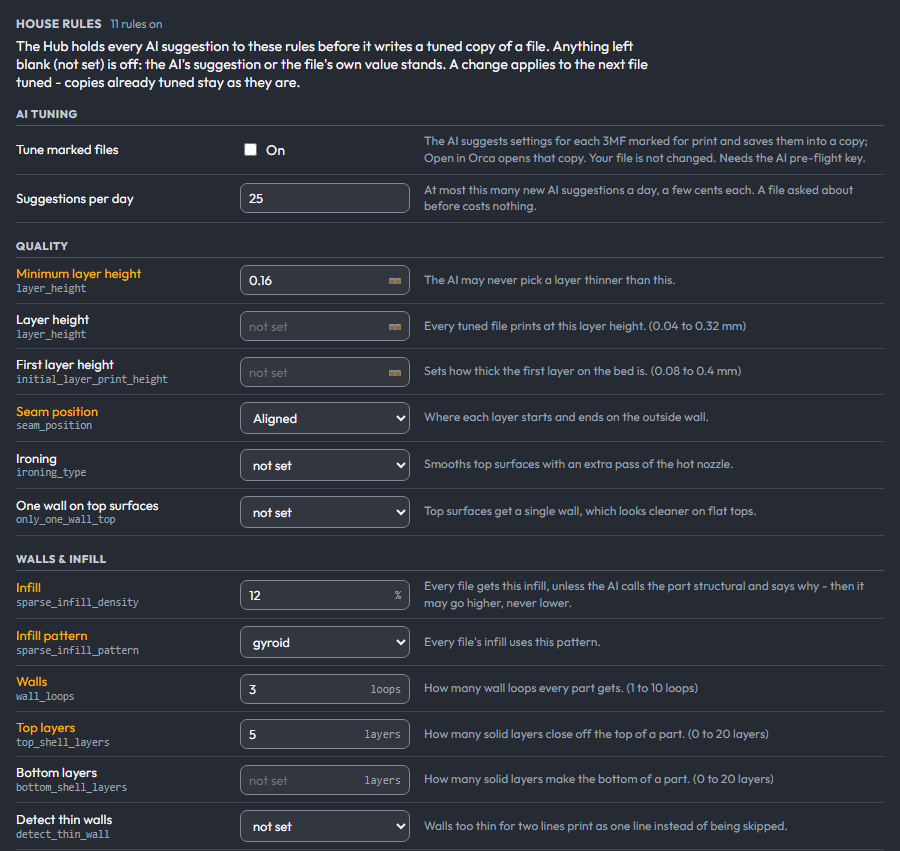 HOUSE RULES 11 rules on
The Hub holds every AI suggestion to these rules before it writes a tuned copy of a file. Anything left
blank (not set) is off: the AI's suggestion or the file's own value stands. A change applies to the next file
tuned - copies already tuned stay as they are.
AI TUNING
Tune marked files
On
The AI suggests settings for each 3MF marked for print and saves them into a copy;
Open in Orca opens that copy. Your file is not changed. Needs the AI pre-flight key.
Suggestions per day
25
At most this many new AI suggestions a day, a few cents each. A file asked about
before costs nothing.
QUALITY
Minimum layer height
layer_height
0.16 mm
The AI may never pick a layer thinner than this.
Layer height
layer_height
not set mm
Every tuned file prints at this layer height. (0.04 to 0.32 mm)
First layer height
initial_layer_print_height
not set mm
Sets how thick the first layer on the bed is. (0.08 to 0.4 mm)
Seam position
seam_position
Aligned
Where each layer starts and ends on the outside wall.
Ironing
ironing_type
not set
Smooths top surfaces with an extra pass of the hot nozzle.
One wall on top surfaces
only_one_wall_top
not set
Top surfaces get a single wall, which looks cleaner on flat tops.
WALLS & INFILL
Infill
sparse_infill_density
12 %
Every file gets this infill, unless the AI calls the part structural and says why - then it
may go higher, never lower.
Infill pattern
sparse_infill_pattern
gyroid
Every file's infill uses this pattern.
Walls
wall_loops
3 loops
How many wall loops every part gets. (1 to 10 loops)
Top layers
top_shell_layers
5 layers
How many solid layers close off the top of a part. (0 to 20 layers)
Bottom layers
bottom_shell_layers
not set layers
How many solid layers make the bottom of a part. (0 to 20 layers)
Detect thin walls
detect_thin_wall
not set
Walls too thin for two lines print as one line instead of being skipped.